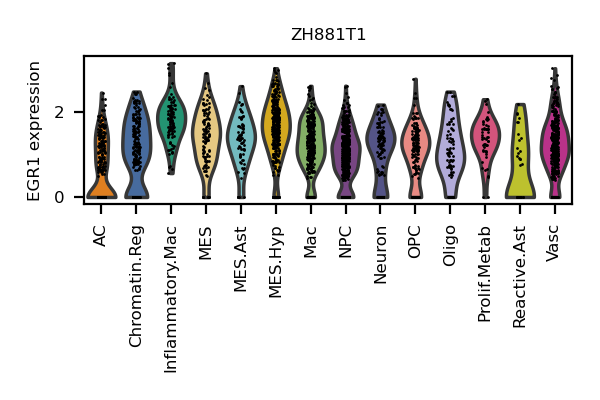 ZH881T1
EGR1 expression
2
0
AC
Chromatin.Reg
Inflammatory.Mac
MES
MES.Ast
MES.Hyp
Mac
NPC
Neuron
OPC
Oligo
Prolif.Metab
Reactive.Ast
Vasc